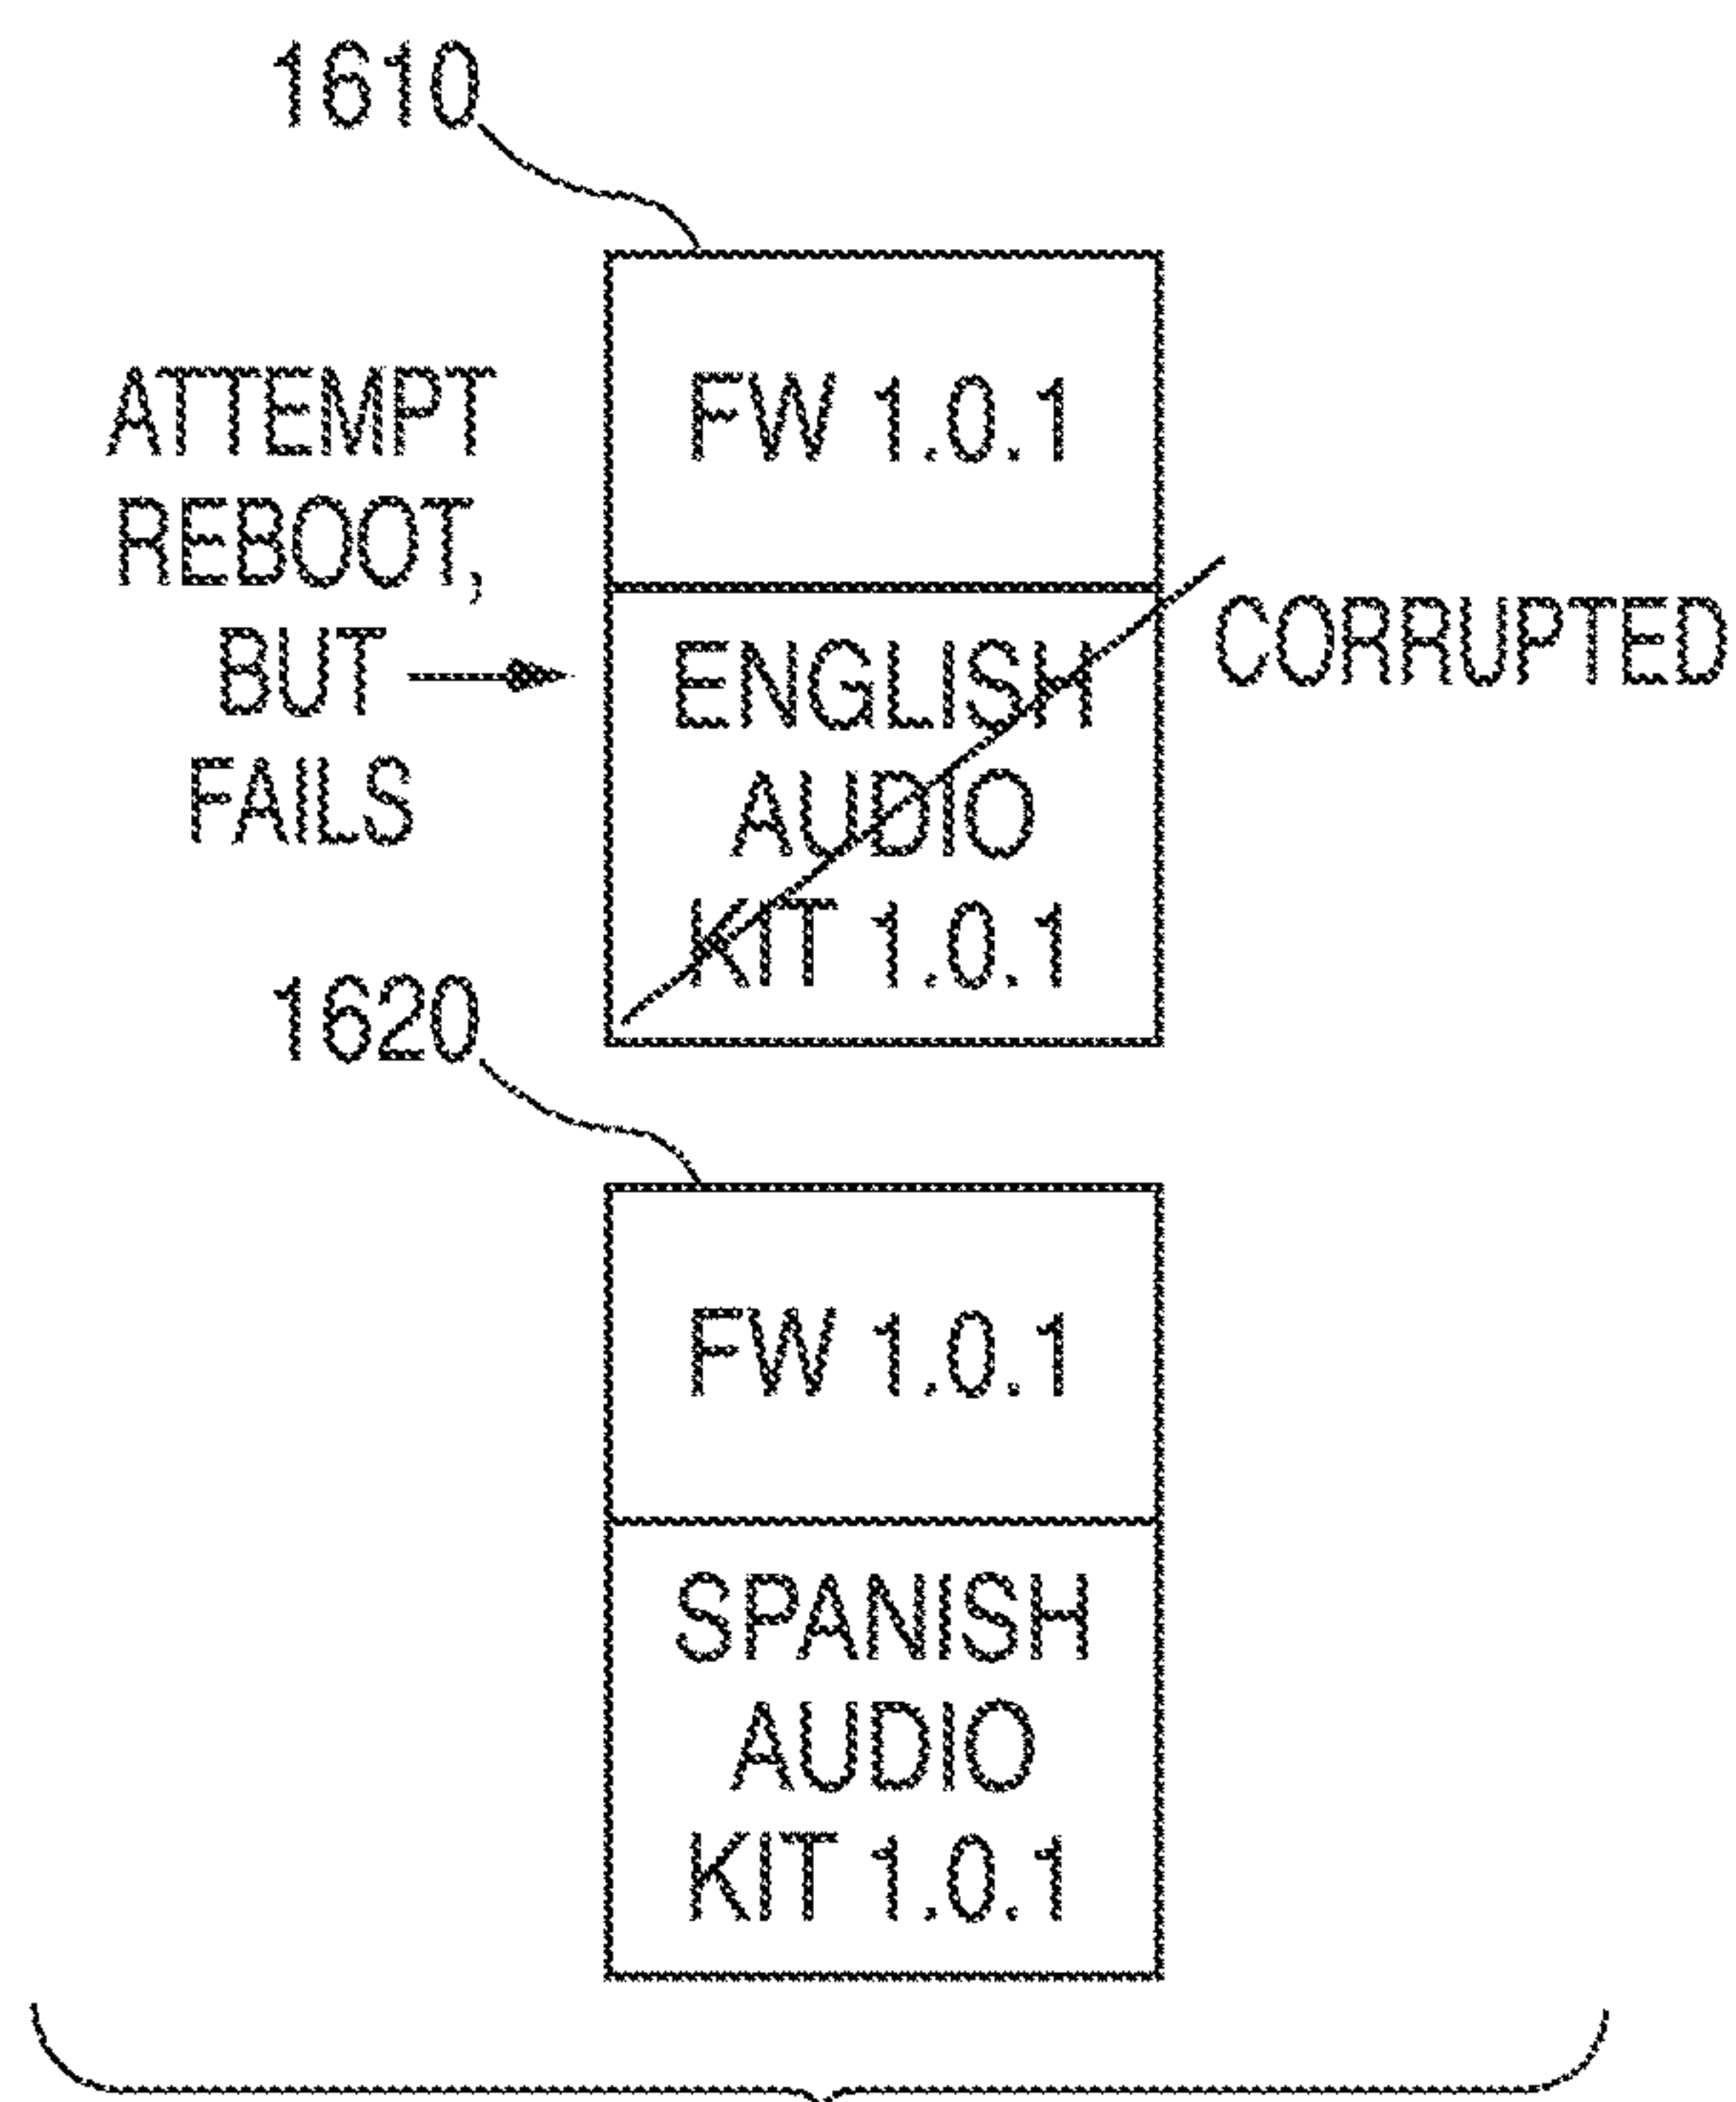 1610
ATTEMPT
REBOOT,
BUT
FAILS
FW 1.0.1
ENGLISH
AUDIO
KIT 1.0.1
CORRUPTED
1620
FW 1.0.1
SPANISH
AUDIO
KIT 1.0.1